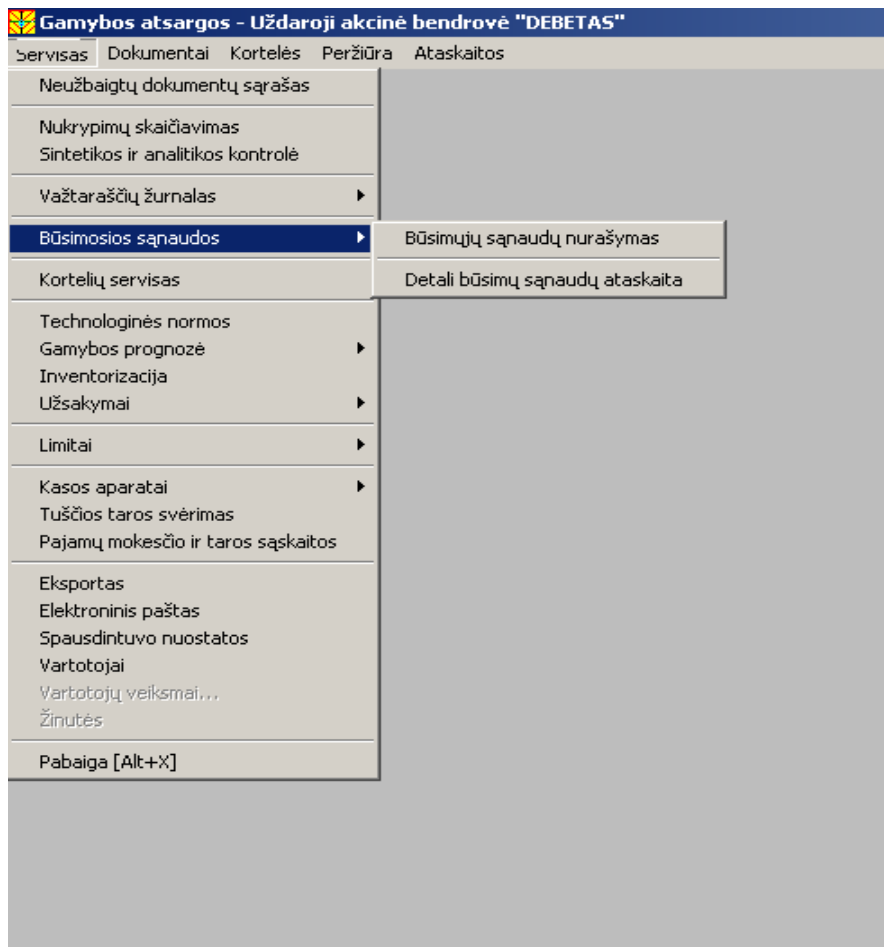 Gamybos atsargos - Uždaroji akcinė bendrovė "DEBETAS"
Servisas Dokumentai Kortelės Peržiūra Ataskaitos
Neužbaigtų dokumentų sąrašas
Nukrypimų skaičiavimas
Sintetikos ir analitikos kontrolė
Važtaraščių žurnalas
Būsimosios sąnaudos
Būsimųjų sąnaudų nurašymas
Kortelių servisas
Detali būsimų sąnaudų ataskaita
Technologinės normos
Gamybos prognozė
Inventorizacija
Užsakymai
Limitai
Kasos aparatai
Tuščios taros svėrimas
Pajamų mokesčio ir taros sąskaitos
Eksportas
Elektroninis paštas
Spausdintuvo nuostatos
Vartotojai
Vartotojų veiksmai...
Žinutės
Pabaiga [Alt+X]